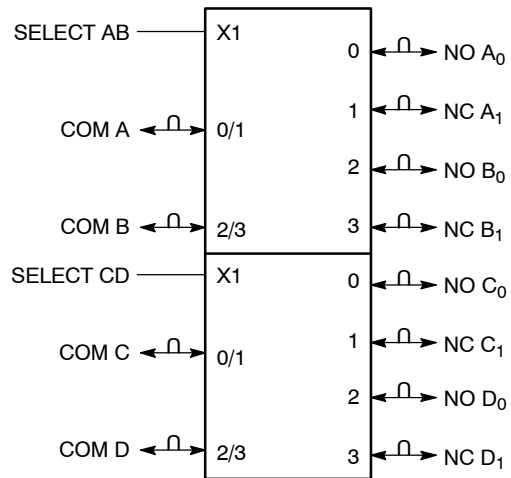 SELECT AB X1
0 NO A0
1 NC A1
COM A 0/1
2 NO B0
COM B 2/3
3 NC B1
SELECT CD X1
0 NO C0
1 NC C1
COM C 0/1
2 NO D0
COM D 2/3
3 NC D1